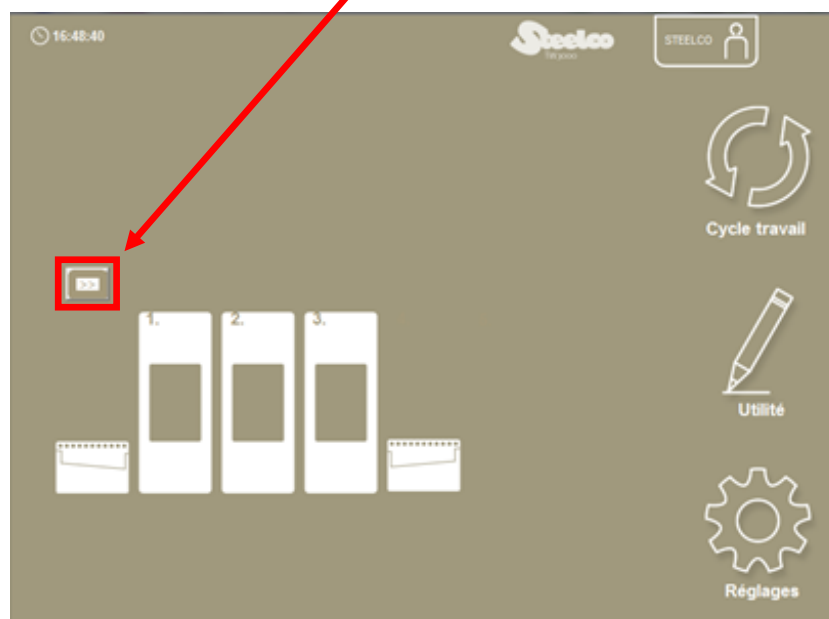 16:48:40
Steelco
STEELCO
Cycle travail
>>
1. 2. 3.
Utilité
Réglages